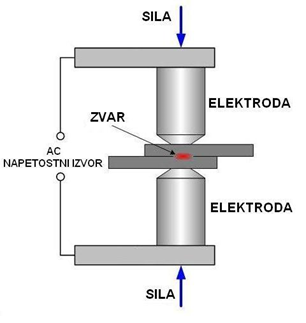 SILA
ELEKTRODA
ZVAR
AC
NAPETOSTNI IZVOR
ELEKTRODA
SILA